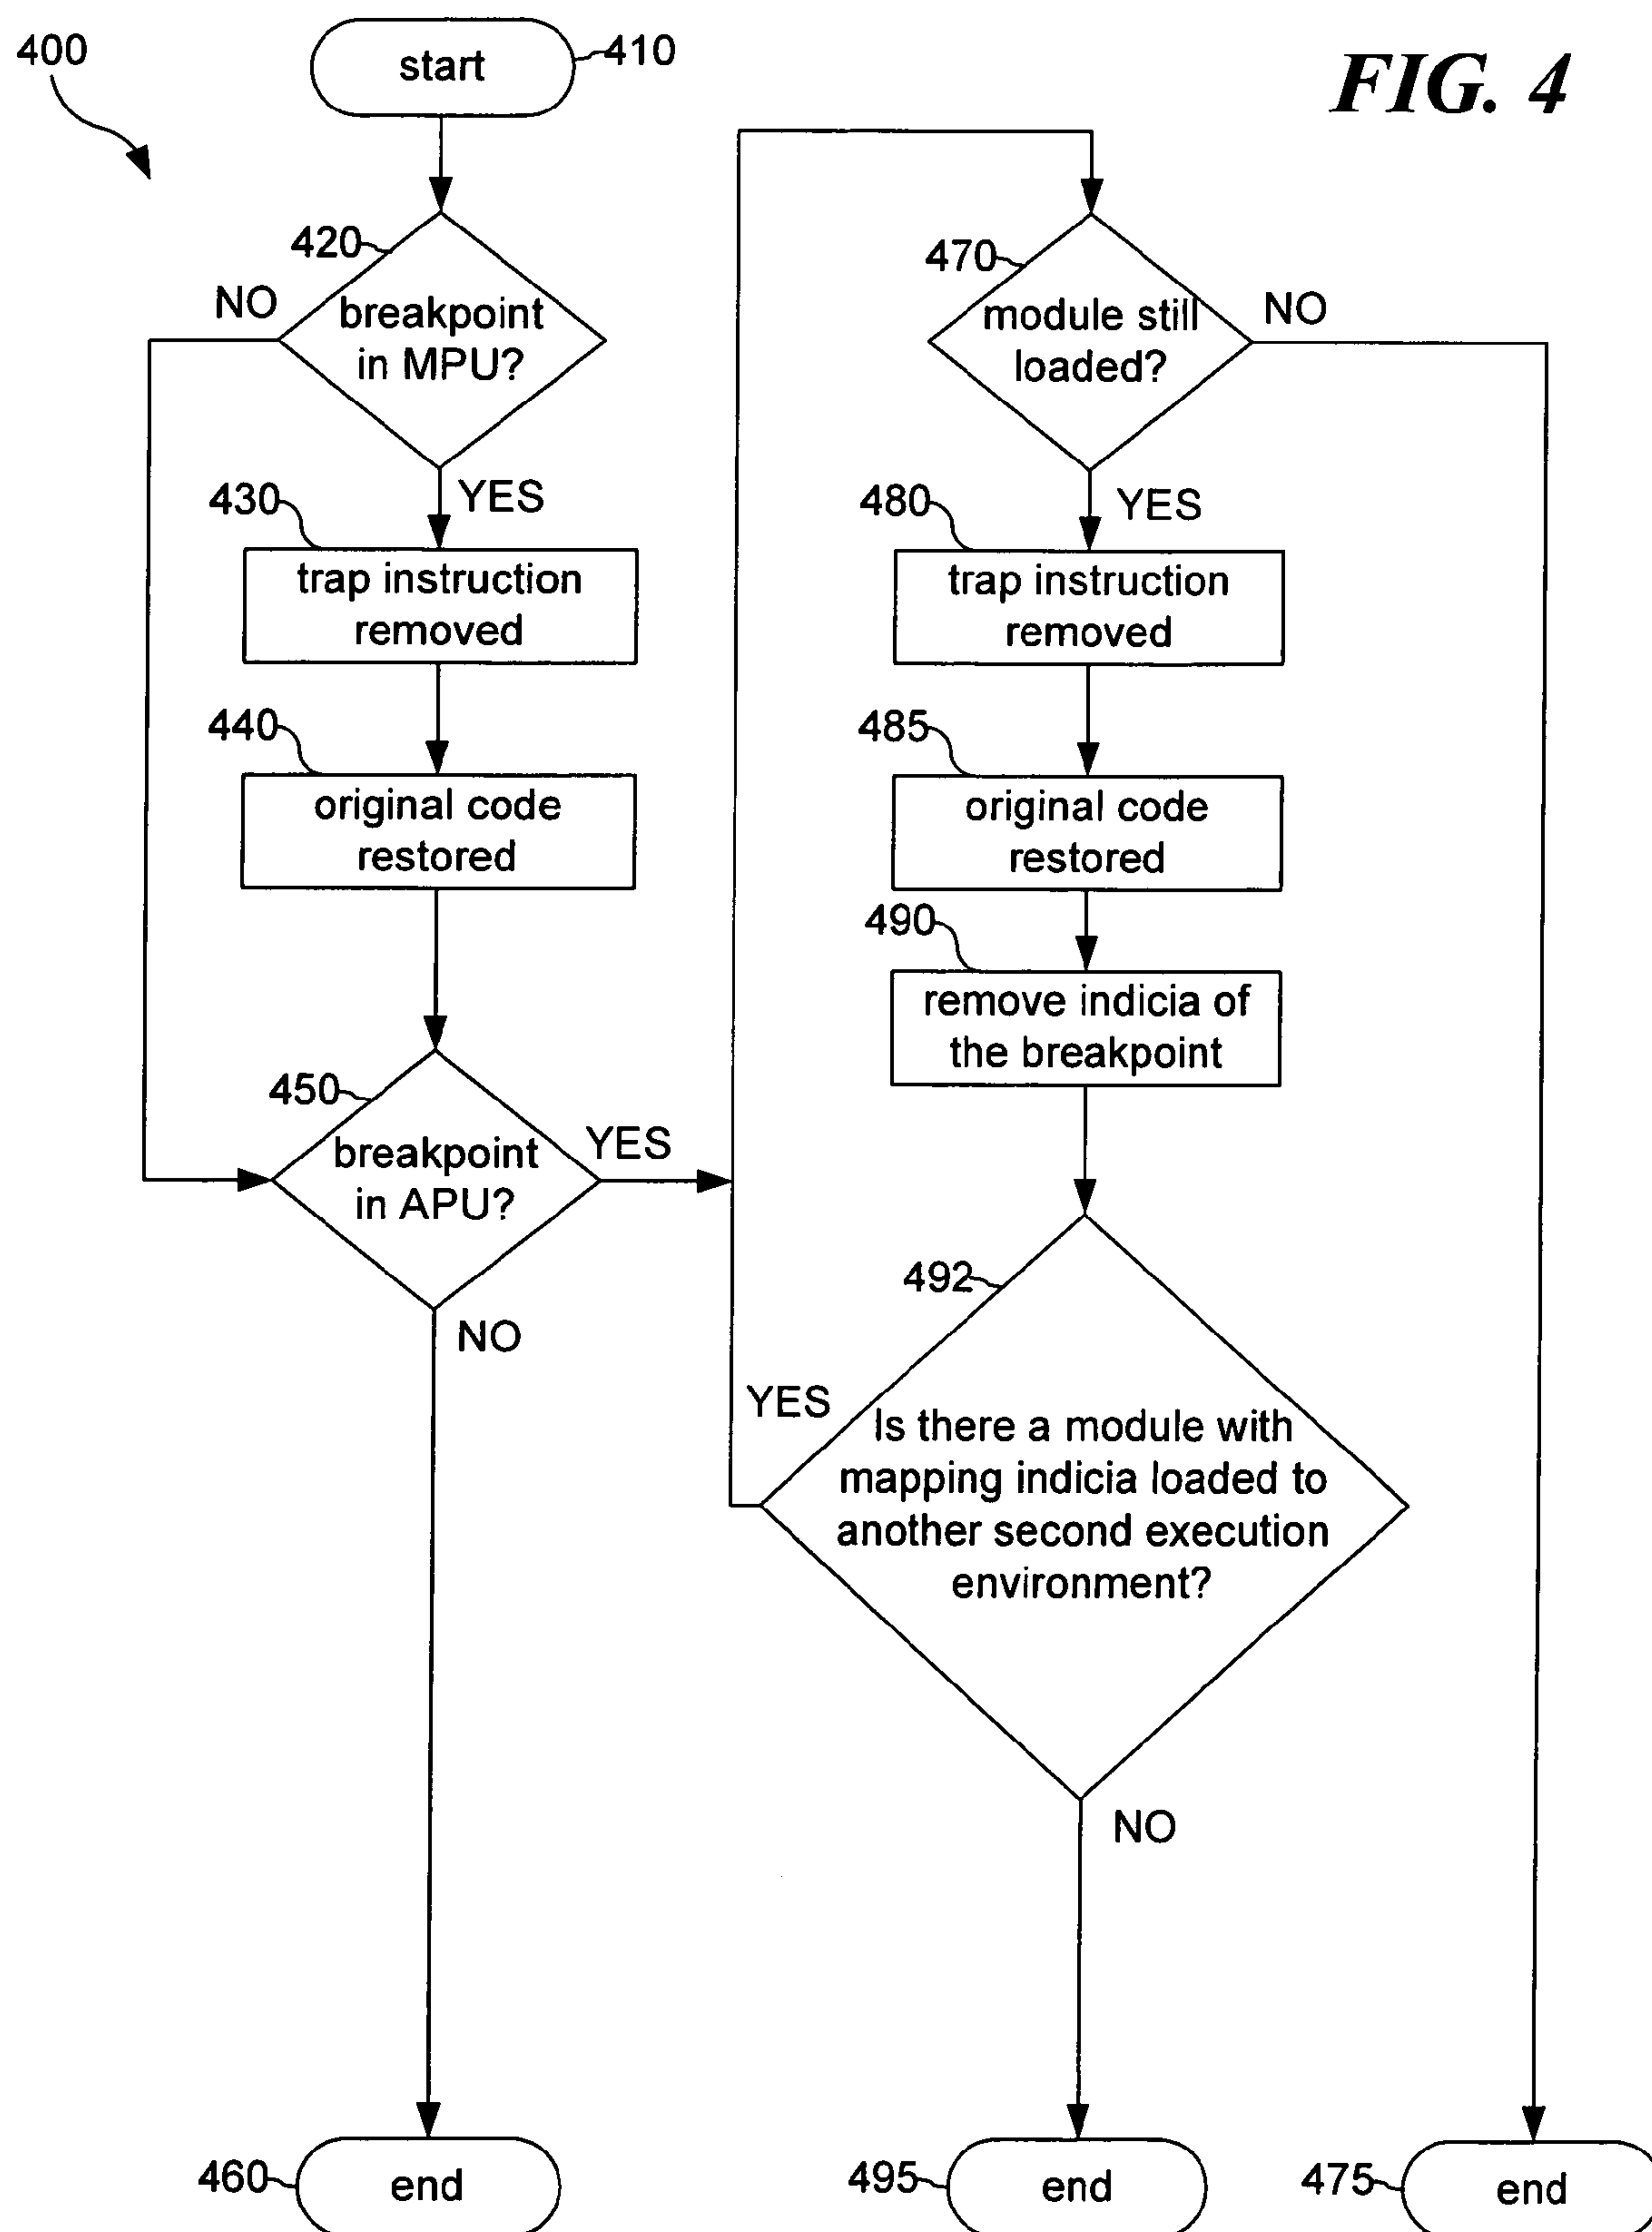 400
start
410
FIG. 4
420
NO
breakpoint
in MPU?
YES
430
trap instruction
removed
440
original code
restored
450
breakpoint
in APU?
YES
NO
460
end
470
module still
loaded?
NO
YES
480
trap instruction
removed
485
original code
restored
490
remove indicia of
the breakpoint
492
YES
Is there a module with
mapping indicia loaded to
another second execution
environment?
NO
495
end
475
end